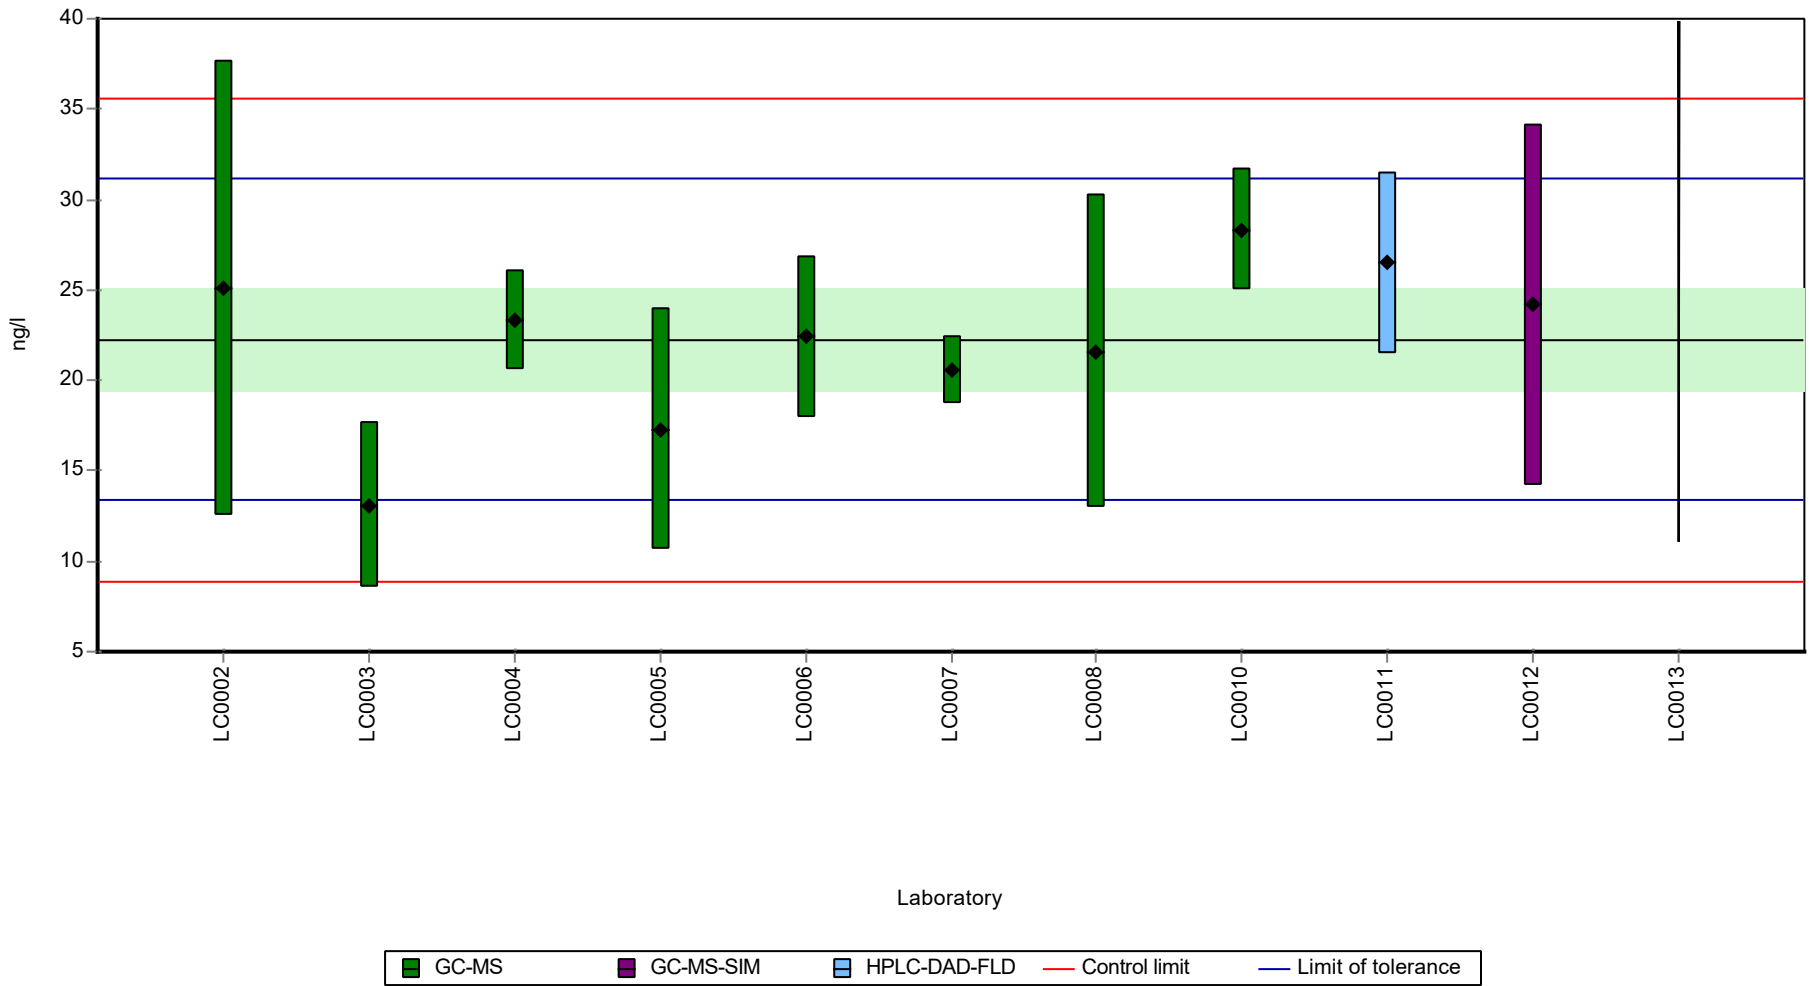 40
35
30
25
20
15
10
5
ng/l
LC0002
LC0003
LC0004
LC0005
LC0006
LC0007
LC0008
LC0010
LC0011
LC0012
LC0013
Laboratory
GC-MS GC-MS-SIM HPLC-DAD-FLD Control limit Limit of tolerance